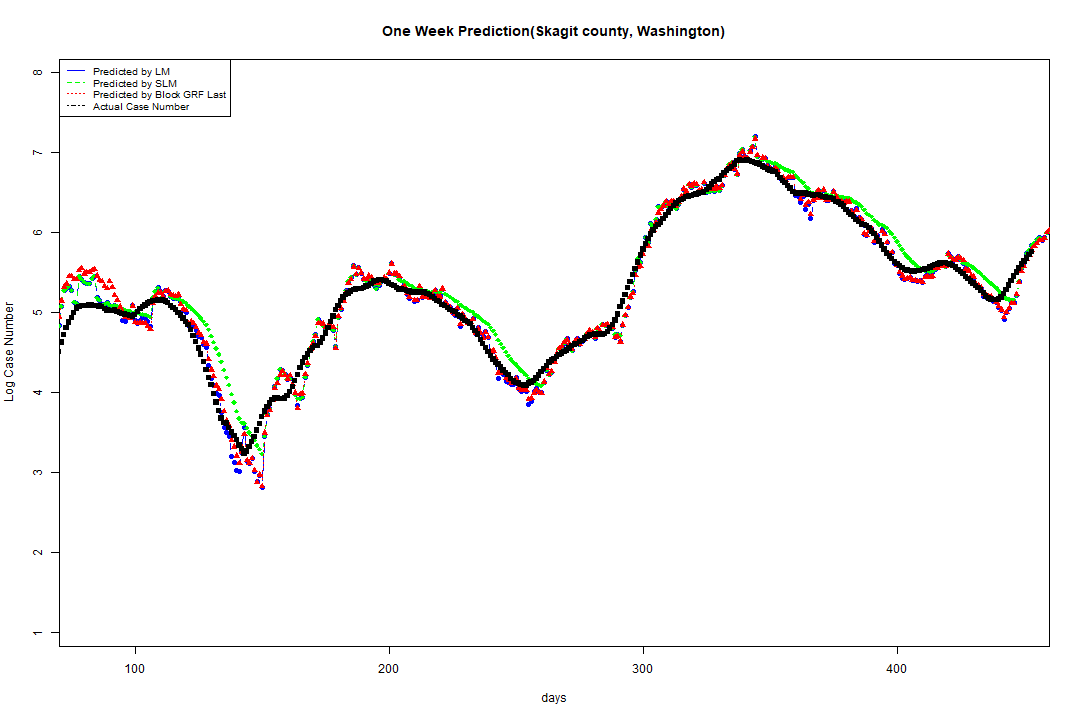 One Week Prediction(Skagit county, Washington)
Predicted by LM
Predicted by SLM
Predicted by Block GRF Last
Actual Case Number
Log Case Number
8
7
6
5
4
3
2
1
100 200 300 400
days